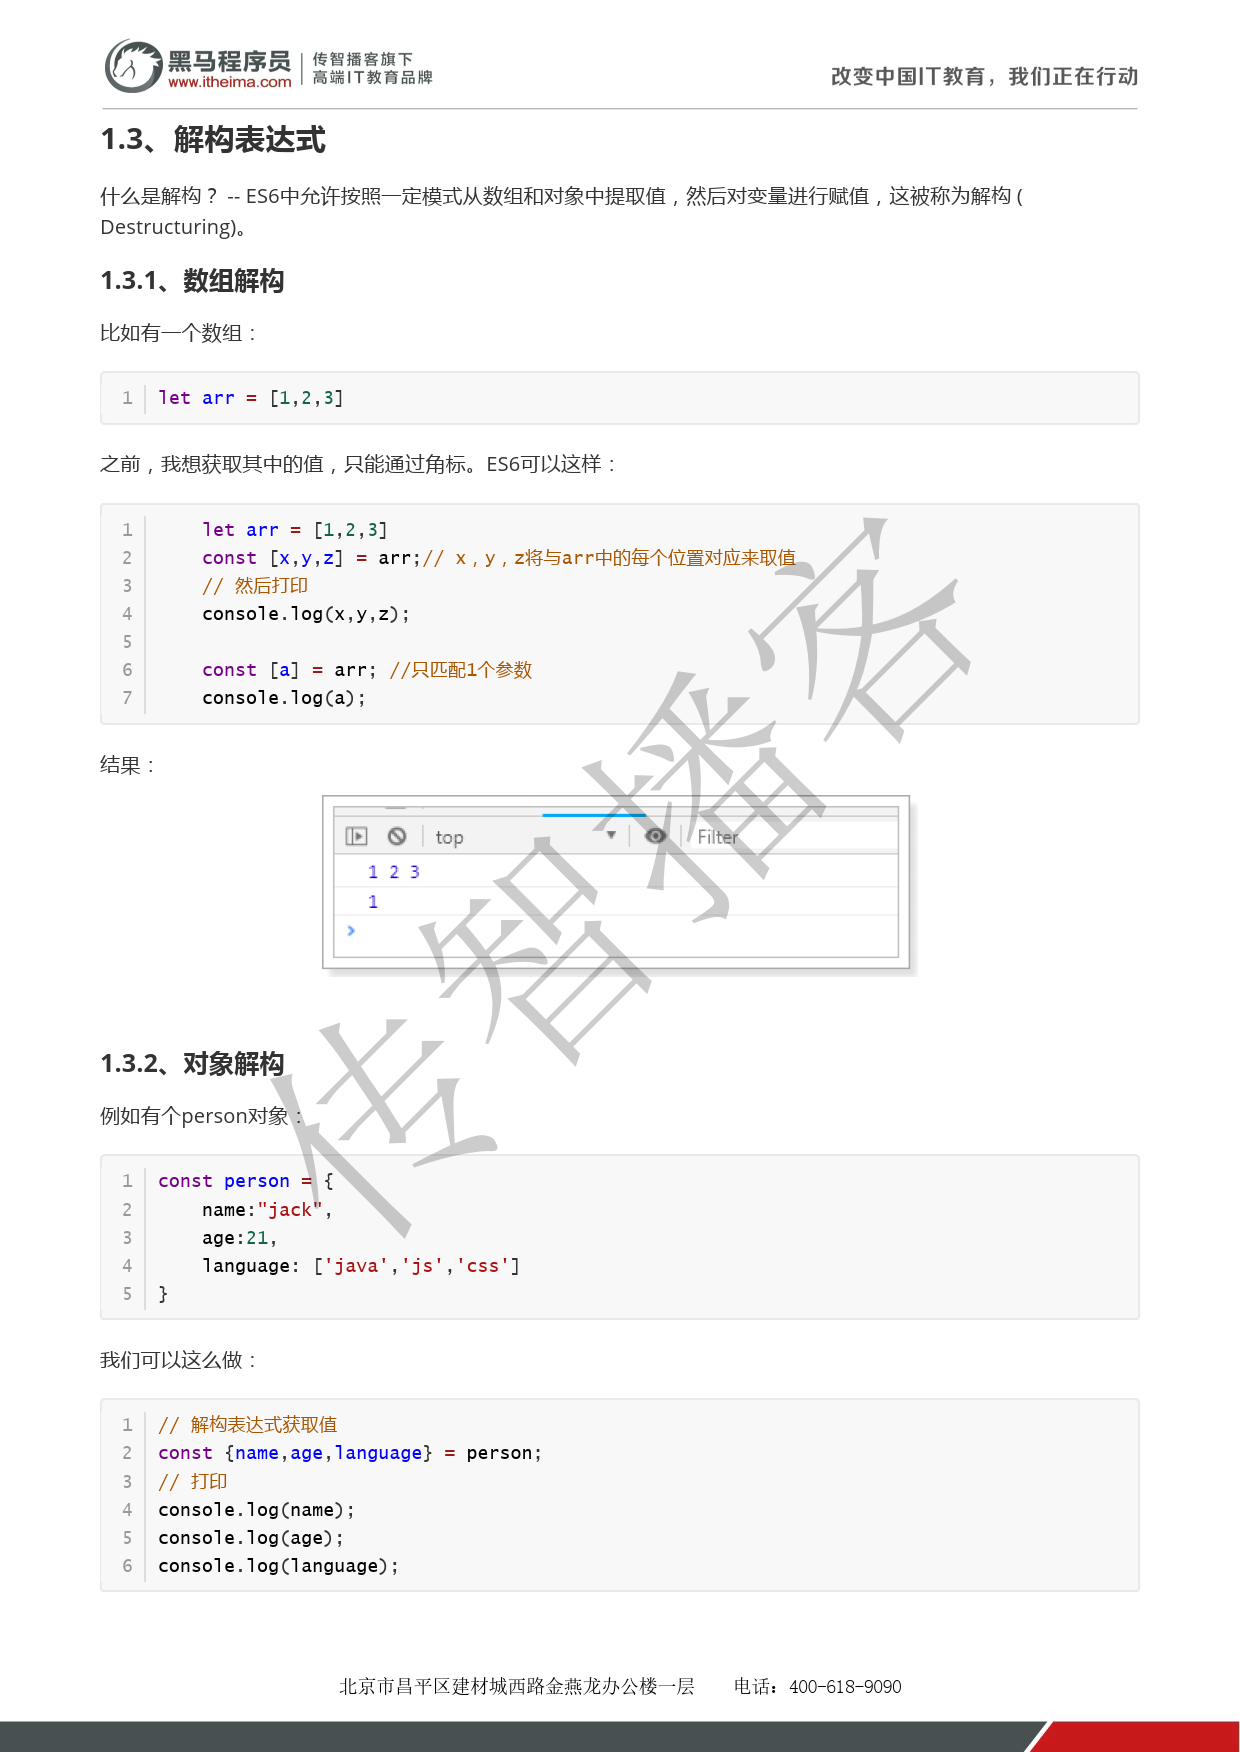 黑马程序员
www.itheima.com
传智播客旗下
高端IT教育品牌
改变中国IT教育，我们正在行动
1.3、解构表达式
什么是解构？ -- ES6中允许按照一定模式从数组和对象中提取值，然后对变量进行赋值，这被称为解构 (
Destructuring)。
1.3.1、数组解构
比如有一个数组：
1 let arr = [1,2,3]
之前，我想获取其中的值，只能通过角标。ES6可以这样：
1     let arr = [1,2,3]
2     const [x,y,z] = arr;// x，y，z将与arr中的每个位置对应来取值
3     // 然后打印
4     console.log(x,y,z);
5
6     const [a] = arr; //只匹配1个参数
7     console.log(a);
结果：
top ▼ Filter
1 2 3
1
>
1.3.2、对象解构
例如有个person对象：
1 const person = {
2     name:"jack",
3     age:21,
4     language: ['java','js','css']
5 }
我们可以这么做：
1 // 解构表达式获取值
2 const {name,age,language} = person;
3 // 打印
4 console.log(name);
5 console.log(age);
6 console.log(language);
传智播客
北京市昌平区建材城西路金燕龙办公楼一层 电话：400-618-9090